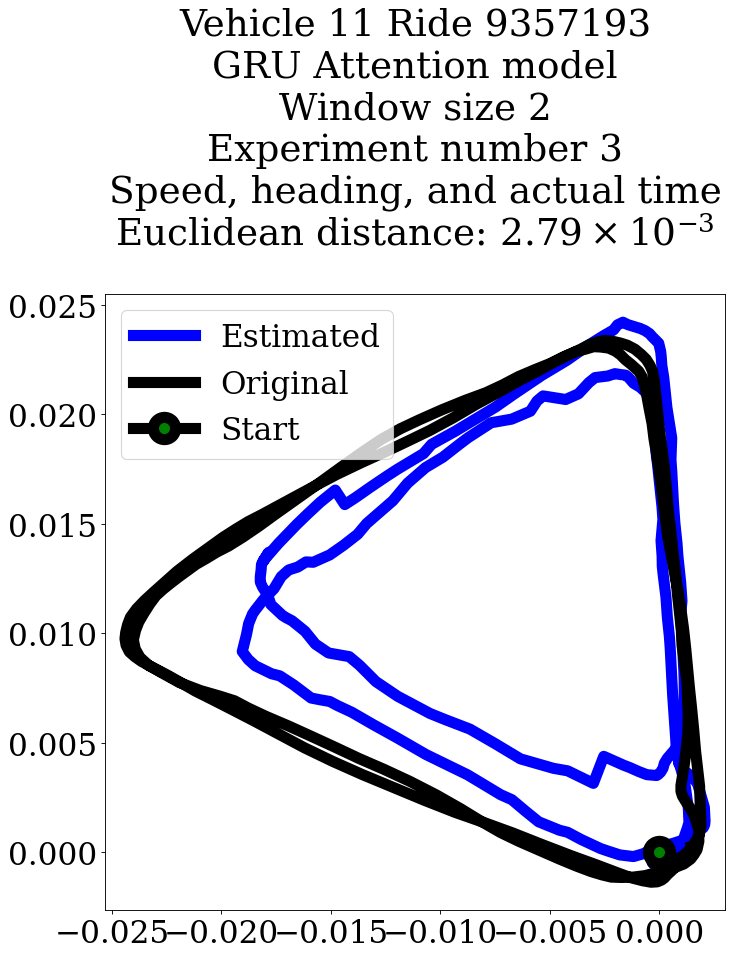 Vehicle 11 Ride 9357193
GRU Attention model
Window size 2
Experiment number 3
Speed, heading, and actual time
Euclidean distance: 2.79 × 10⁻³
Estimated
Original
Start
0.025
0.020
0.015
0.010
0.005
0.000
−0.025 −0.020 −0.015 −0.010 −0.005 0.000